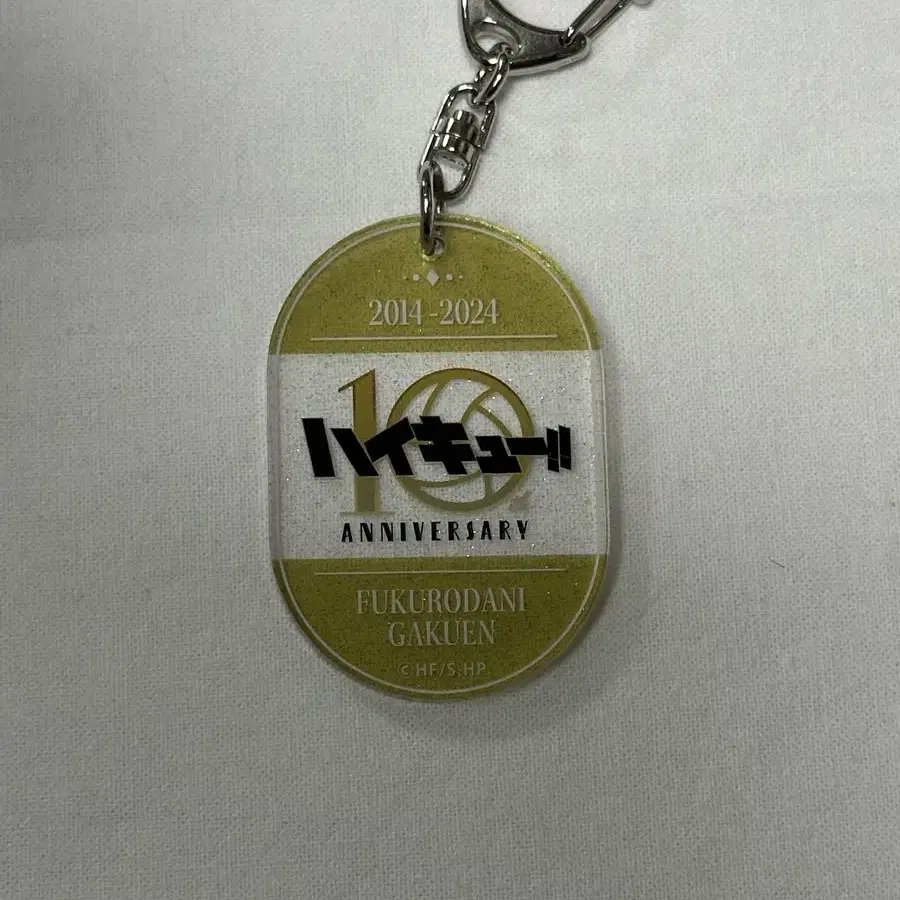 2014-2024
10
ハイキュー!!
ANNIVERSARY
FUKURODANI
GAKUEN
c HF/S,HP